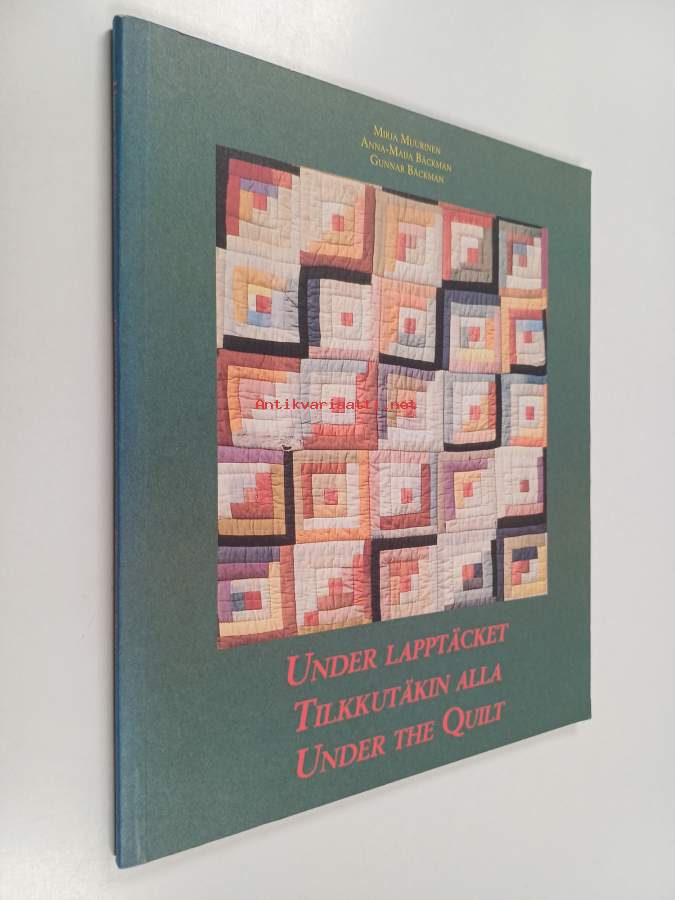 MIRJA MUURINEN
ANNA-MAIJA BÄCKMAN
GUNNAR BÄCKMAN
Antikvariaatti.net
UNDER LAPPTÄCKET
TILKKUTÄKIN ALLA
UNDER THE QUILT